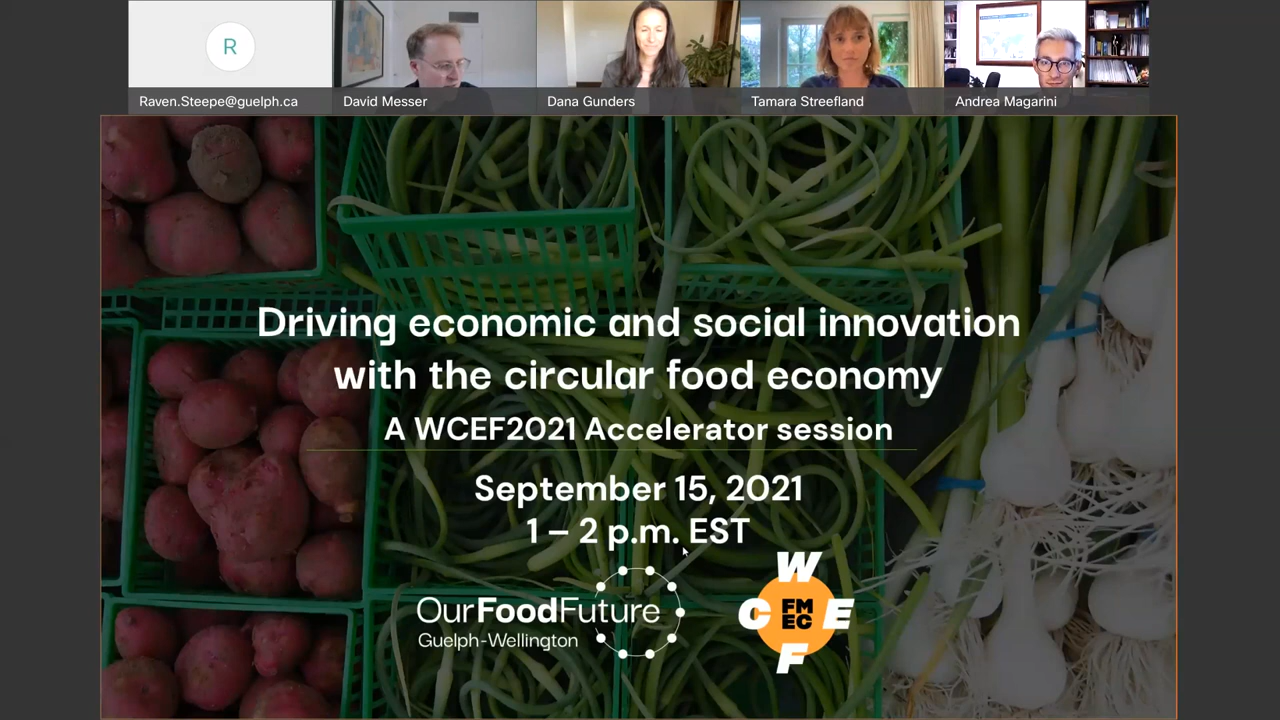 R
Raven.Steepe@guelph.ca
David Messer
Dana Gunders
Tamara Streefland
Andrea Magarini
Driving economic and social innovation
with the circular food economy
A WCEF2021 Accelerator session
September 15, 2021
1 – 2 p.m. EST
OurFoodFuture
Guelph-Wellington
W
C FM E
EC
F